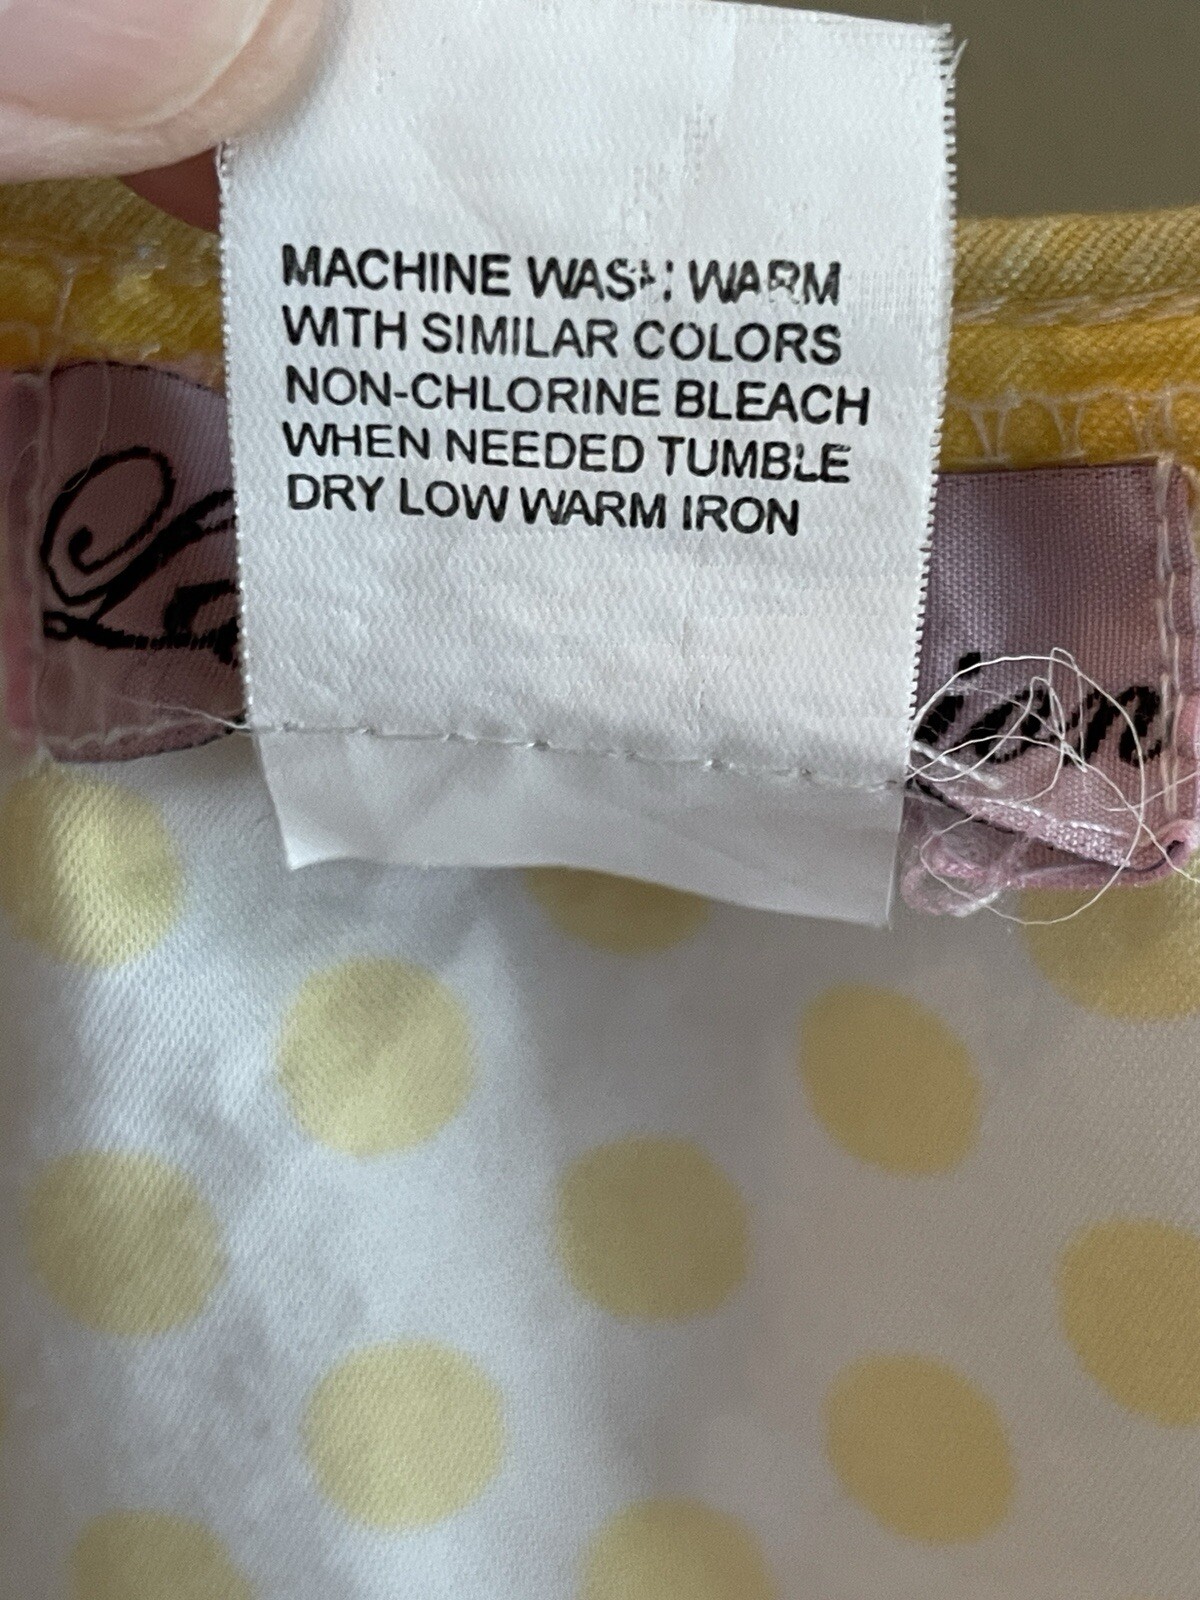 MACHINE WASH WARM
WITH SIMILAR COLORS
NON-CHLORINE BLEACH
WHEN NEEDED TUMBLE
DRY LOW WARM IRON